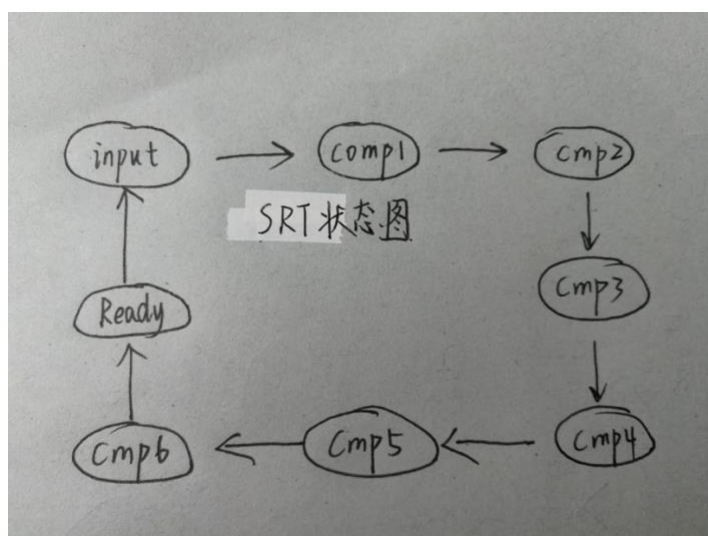 input
comp1
cmp2
SRT状态图
Cmp3
Ready
Cmp4
Cmp5
Cmp6